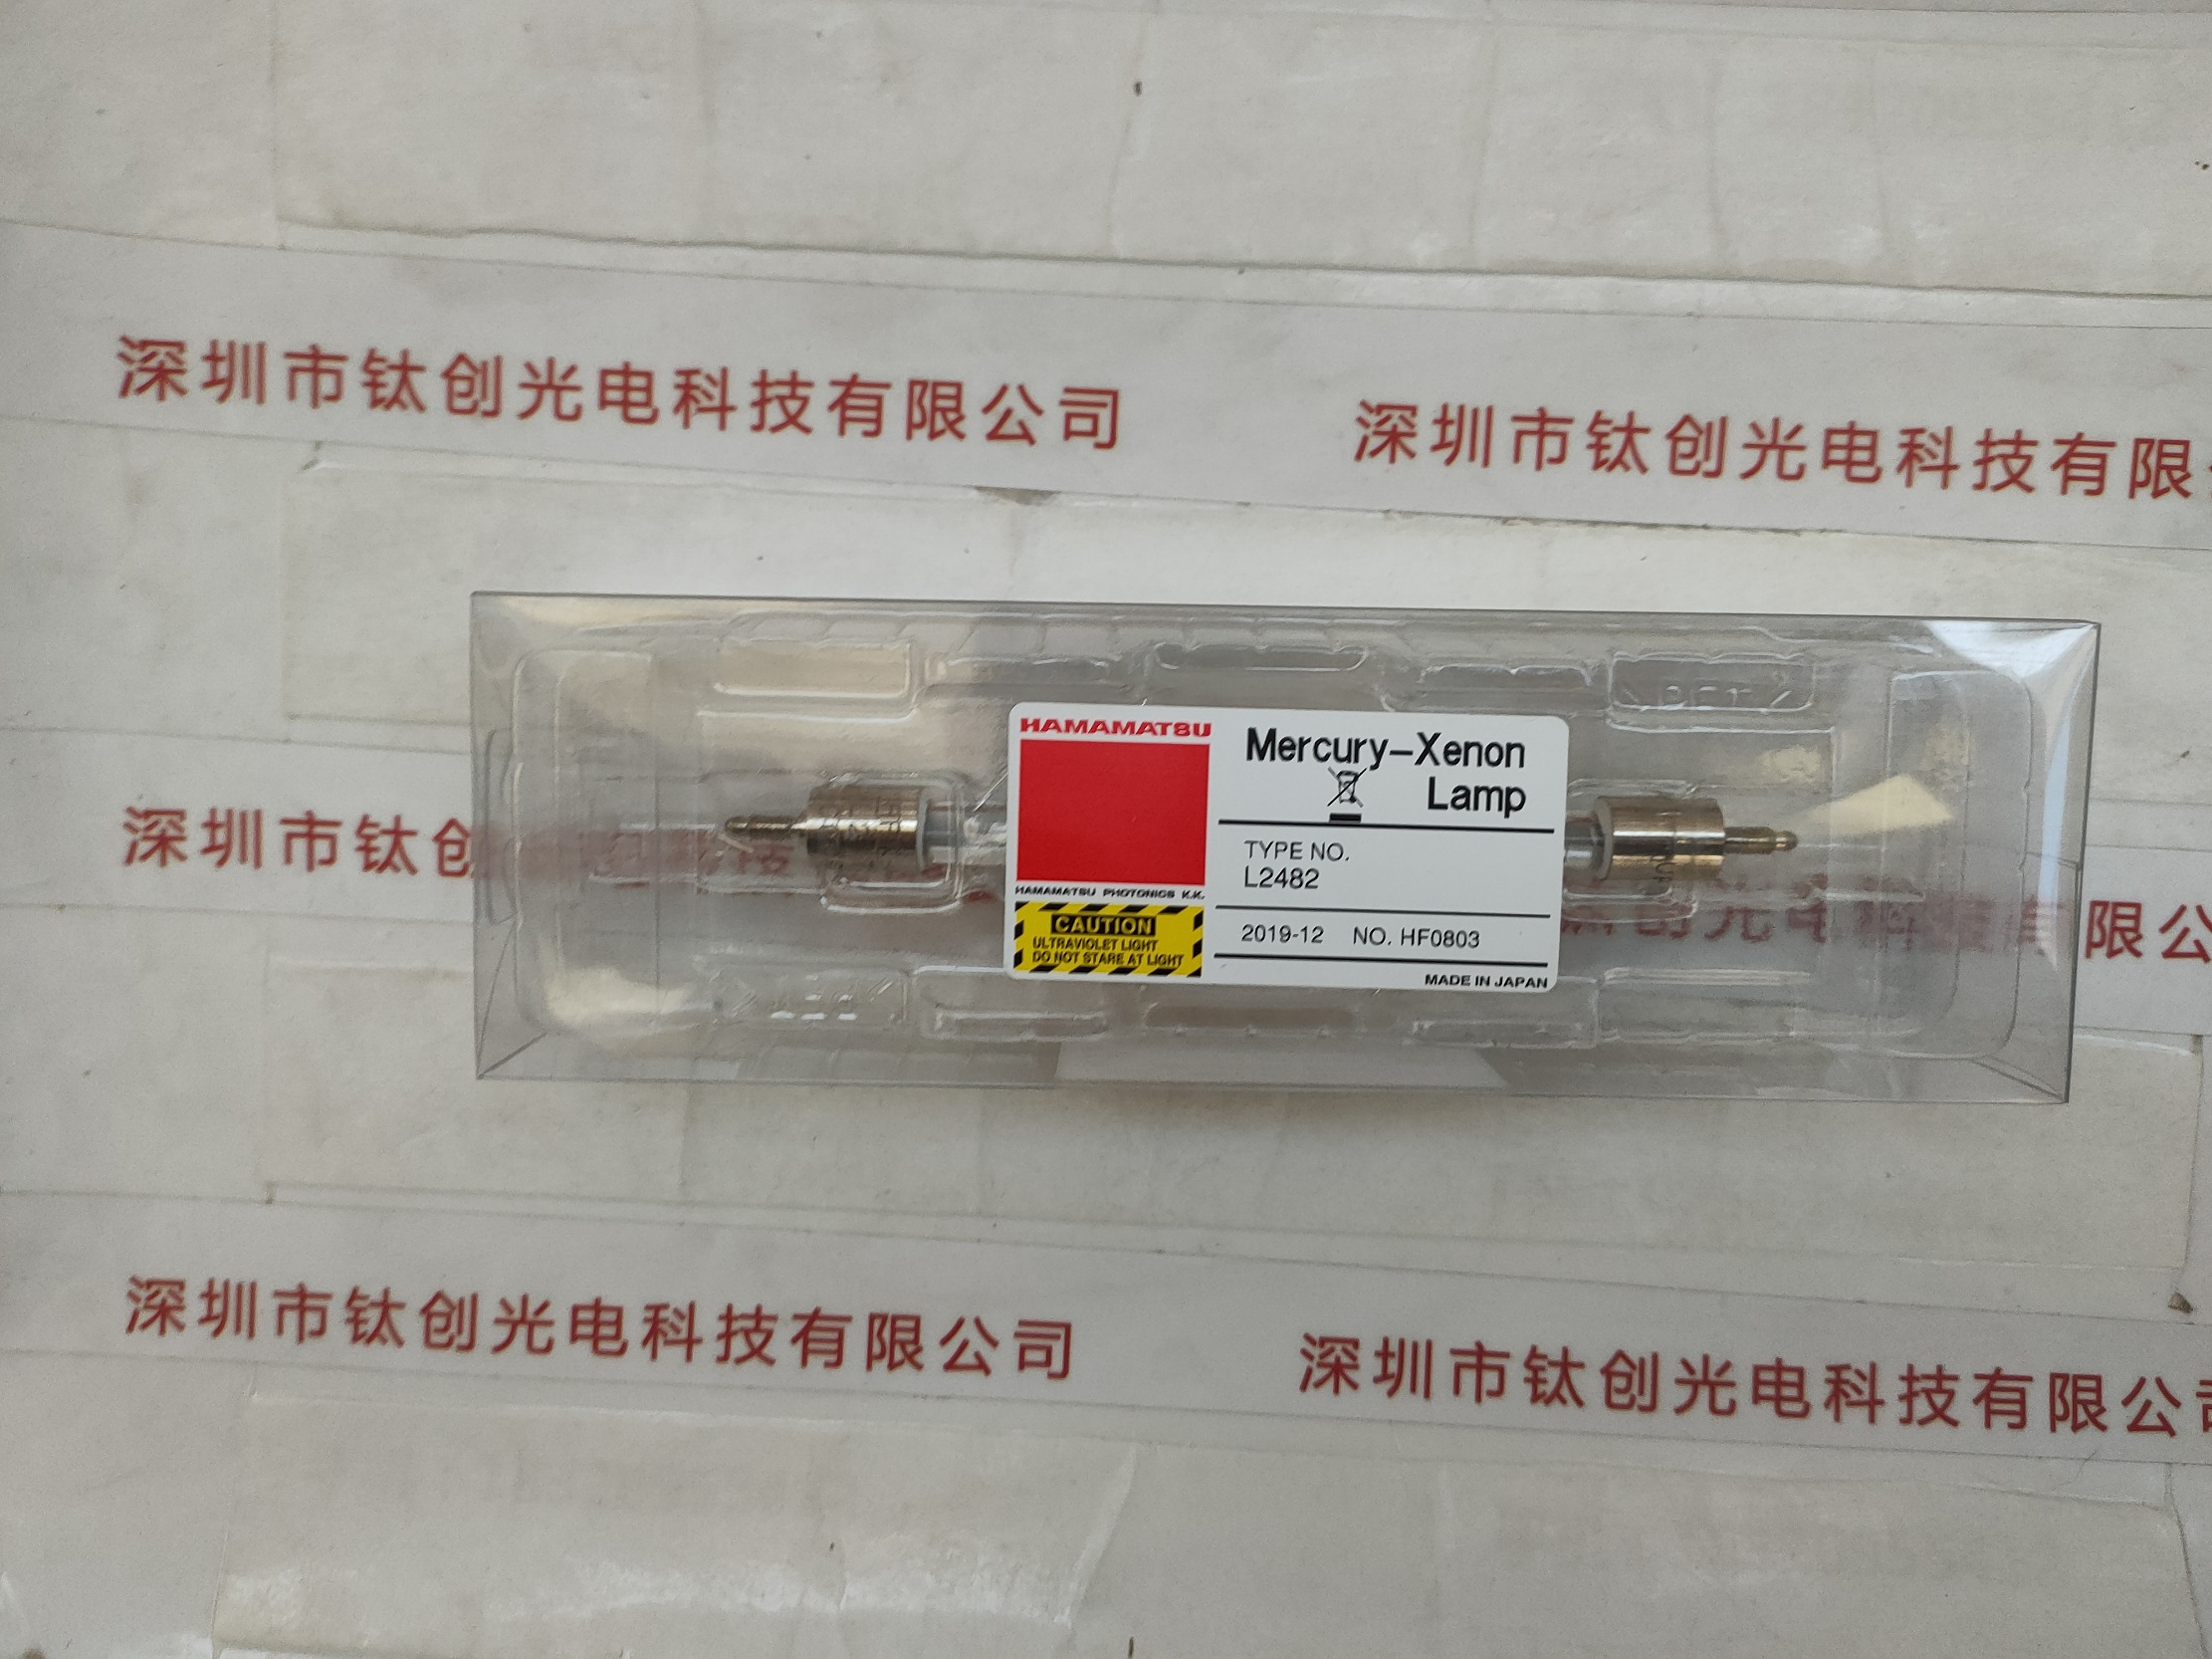 深圳市钛创光电科技有限公司
深圳市钛创光电科技有限
HAMAMATSU
Mercury-Xenon
Lamp
TYPE NO.
L2482
HAMAMATSU PHOTONICS K.K.
CAUTION
ULTRAVIOLET LIGHT
DO NOT STARE AT LIGHT
2019-12 NO. HF0803
MADE IN JAPAN
深圳市钛创
限公
深圳市钛创光电科技有限公司
深圳市钛创光电科技有限公司